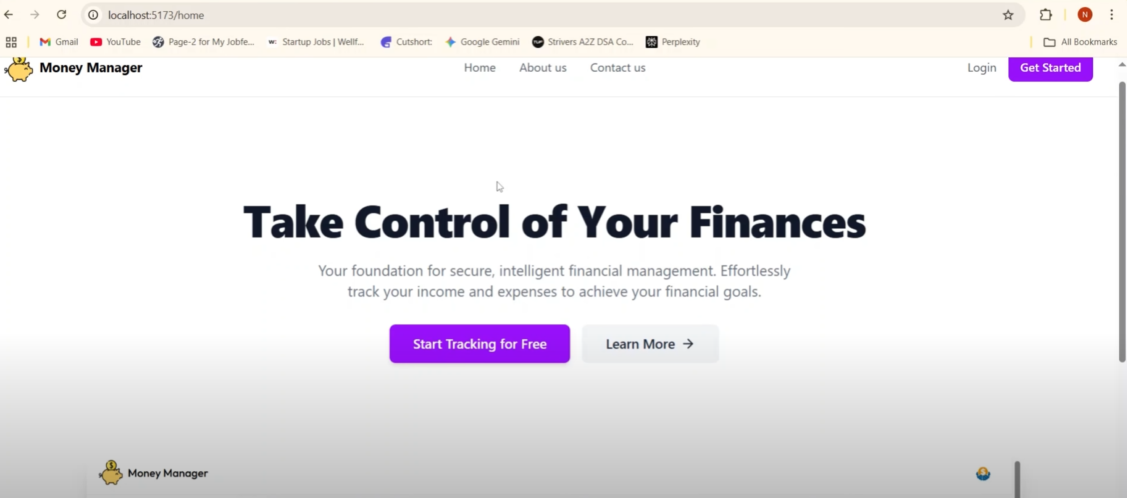 localhost:5173/home
N
Gmail YouTube Page-2 for My Jobfe... Startup Jobs | Wellf... Cutshort: Google Gemini Strivers A2Z DSA Co... Perplexity All Bookmarks
Money Manager Home About us Contact us Login Get Started
Take Control of Your Finances
Your foundation for secure, intelligent financial management. Effortlessly
track your income and expenses to achieve your financial goals.
Start Tracking for Free Learn More →
Money Manager